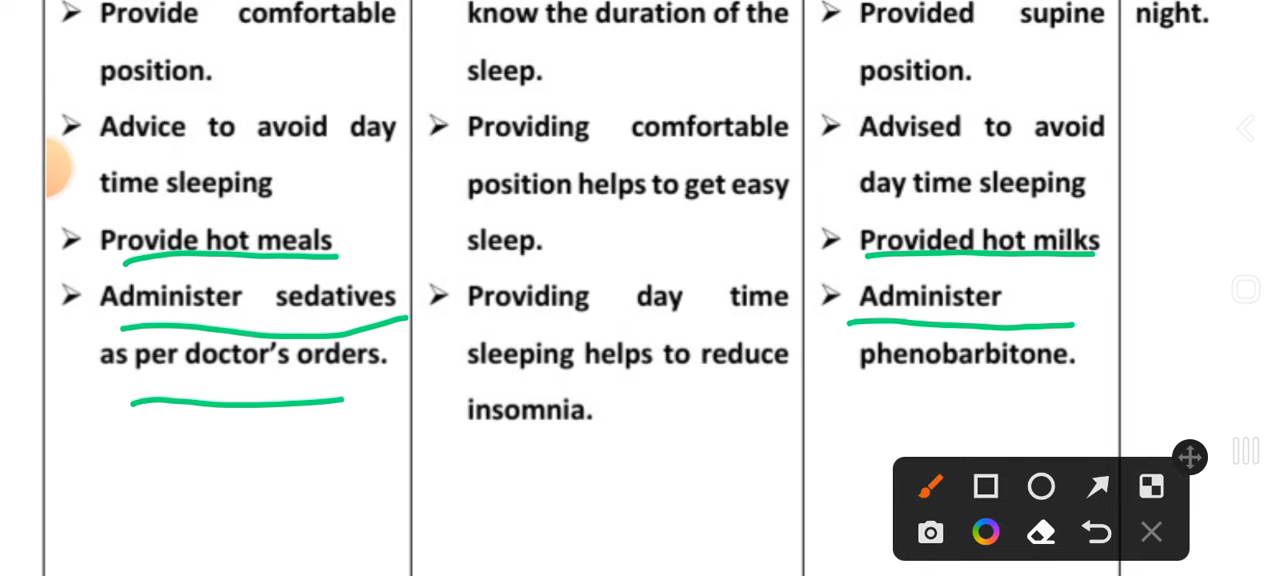 ➤ Provide comfortable
position.
➤ Advice to avoid day
time sleeping
➤ Provide hot meals
➤ Administer sedatives
as per doctor's orders.
know the duration of the
sleep.
➤ Providing comfortable
position helps to get easy
sleep.
➤ Providing day time
sleeping helps to reduce
insomnia.
➤ Provided supine
position.
➤ Advised to avoid
day time sleeping
➤ Provided hot milks
➤ Administer
phenobarbitone.
night.